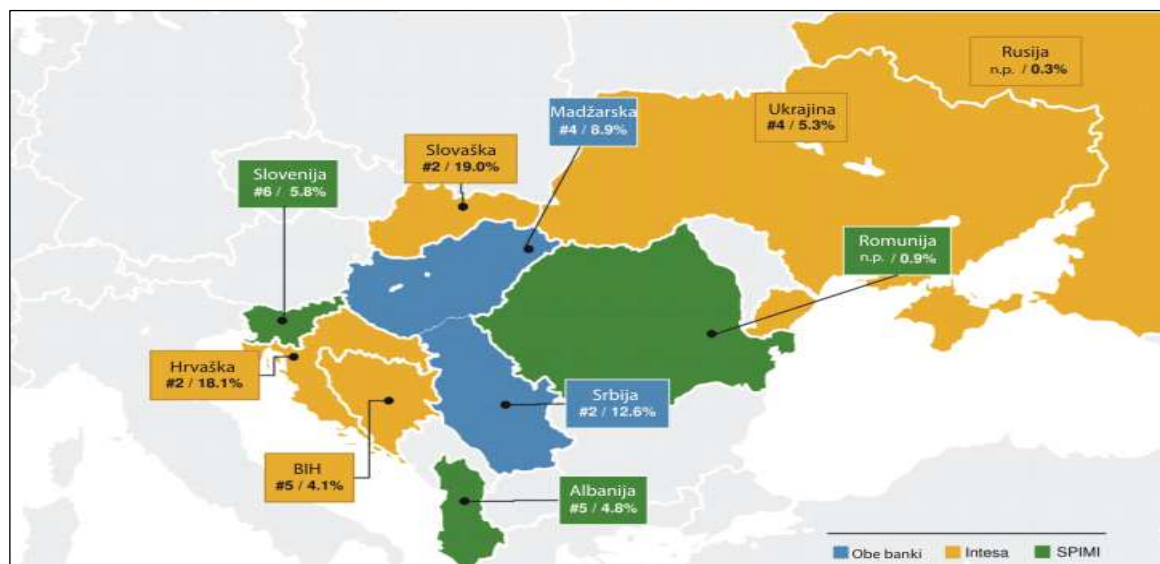 Rusija
n.p. / 0.3%
Ukrajina
#4 / 5.3%
Madžarska
#4 / 8.9%
Slovaška
#2 / 19.0%
Slovenija
#6 / 5.8%
Romunija
n.p. / 0.9%
Hrvaška
#2 / 18.1%
Srbija
#2 / 12.6%
BIH
#5 / 4.1%
Albanija
#5 / 4.8%
Obe banki Intesa SPIMI